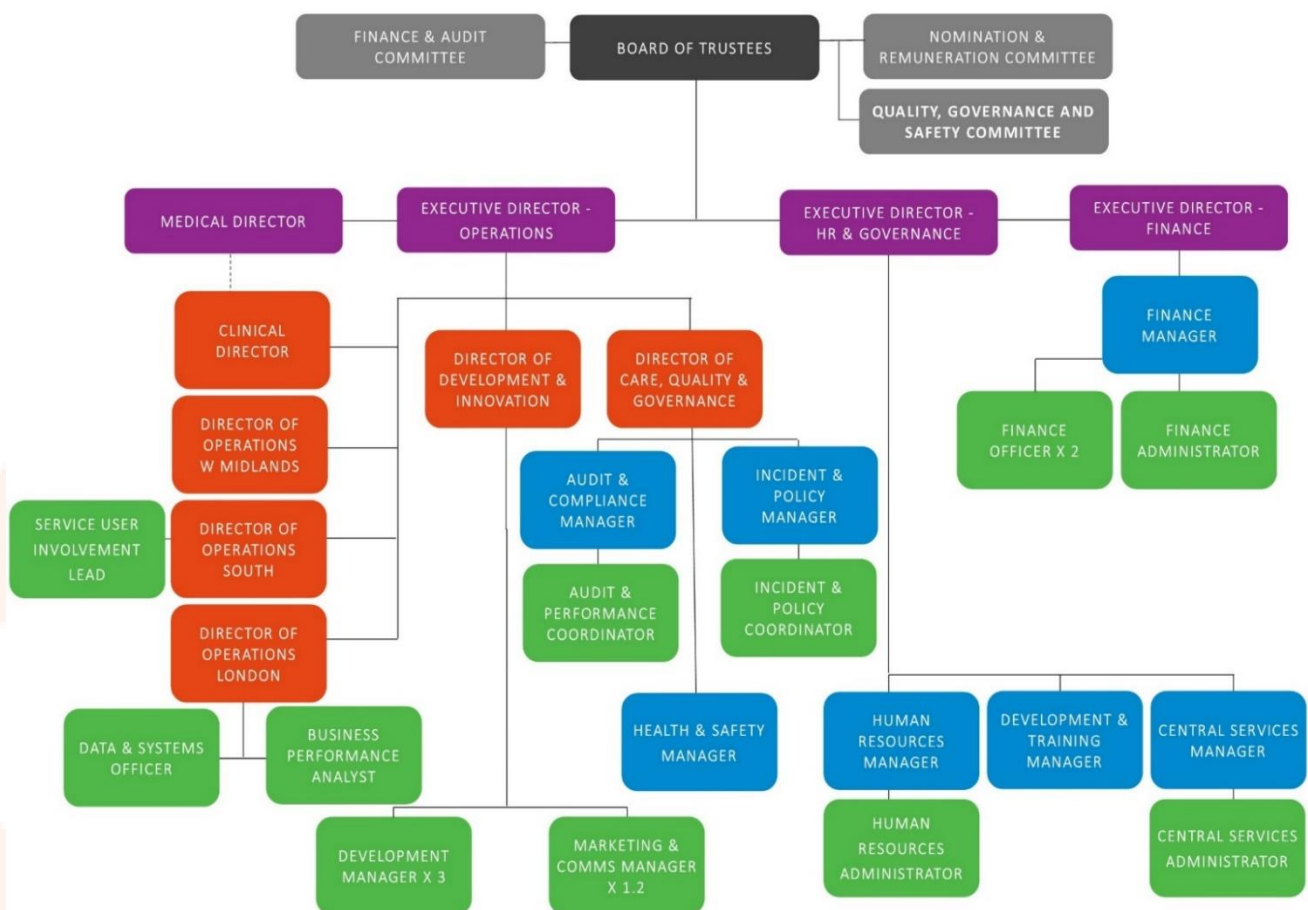 FINANCE & AUDIT
COMMITTEE
BOARD OF TRUSTEES
NOMINATION &
REMUNERATION COMMITTEE
QUALITY, GOVERNANCE AND
SAFETY COMMITTEE
MEDICAL DIRECTOR
EXECUTIVE DIRECTOR -
OPERATIONS
EXECUTIVE DIRECTOR -
HR & GOVERNANCE
EXECUTIVE DIRECTOR -
FINANCE
CLINICAL
DIRECTOR
DIRECTOR OF
DEVELOPMENT &
INNOVATION
DIRECTOR OF
CARE, QUALITY &
GOVERNANCE
FINANCE
MANAGER
DIRECTOR OF
OPERATIONS
W MIDLANDS
FINANCE
OFFICER X 2
FINANCE
ADMINISTRATOR
AUDIT &
COMPLIANCE
MANAGER
INCIDENT &
POLICY
MANAGER
SERVICE USER
INVOLVEMENT
LEAD
DIRECTOR OF
OPERATIONS
SOUTH
AUDIT &
PERFORMANCE
COORDINATOR
INCIDENT &
POLICY
COORDINATOR
DIRECTOR OF
OPERATIONS
LONDON
DATA & SYSTEMS
OFFICER
BUSINESS
PERFORMANCE
ANALYST
HEALTH & SAFETY
MANAGER
HUMAN
RESOURCES
MANAGER
DEVELOPMENT &
TRAINING
MANAGER
CENTRAL SERVICES
MANAGER
DEVELOPMENT
MANAGER X 3
MARKETING &
COMMS MANAGER
X 1.2
HUMAN
RESOURCES
ADMINISTRATOR
CENTRAL SERVICES
ADMINISTRATOR